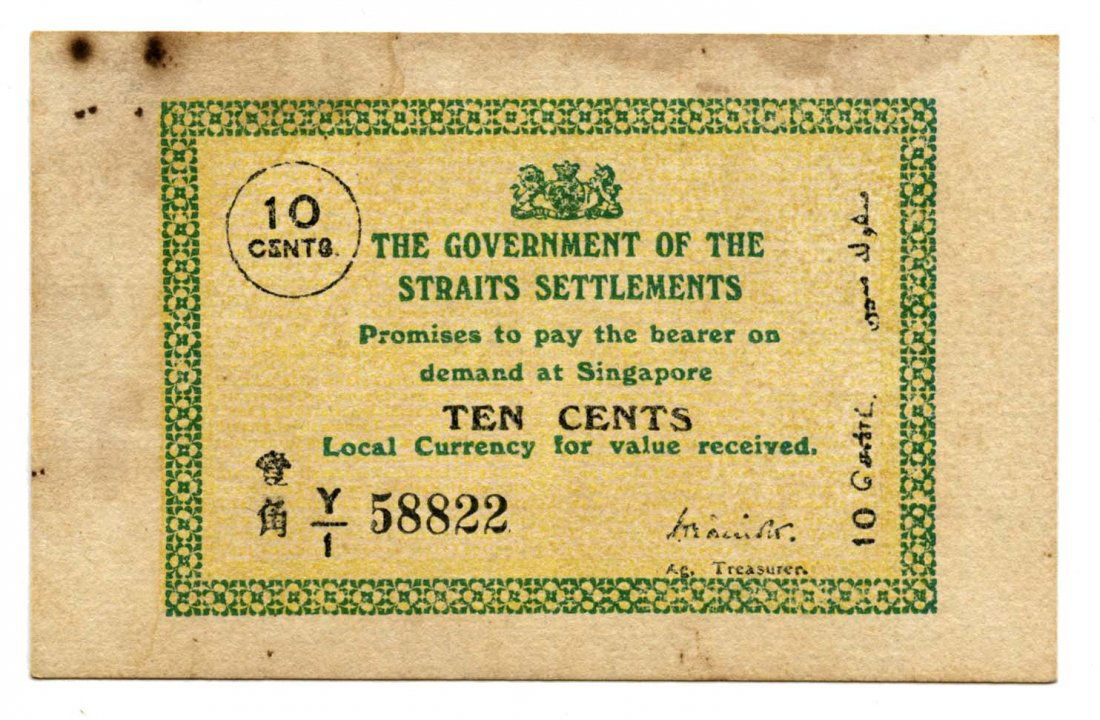 10
CENTS.
THE GOVERNMENT OF THE
STRAITS SETTLEMENTS
Promises to pay the bearer on
demand at Singapore
TEN CENTS
Local Currency for value received.
壹角
Y/1 58822
Ag. Treasurer.
10